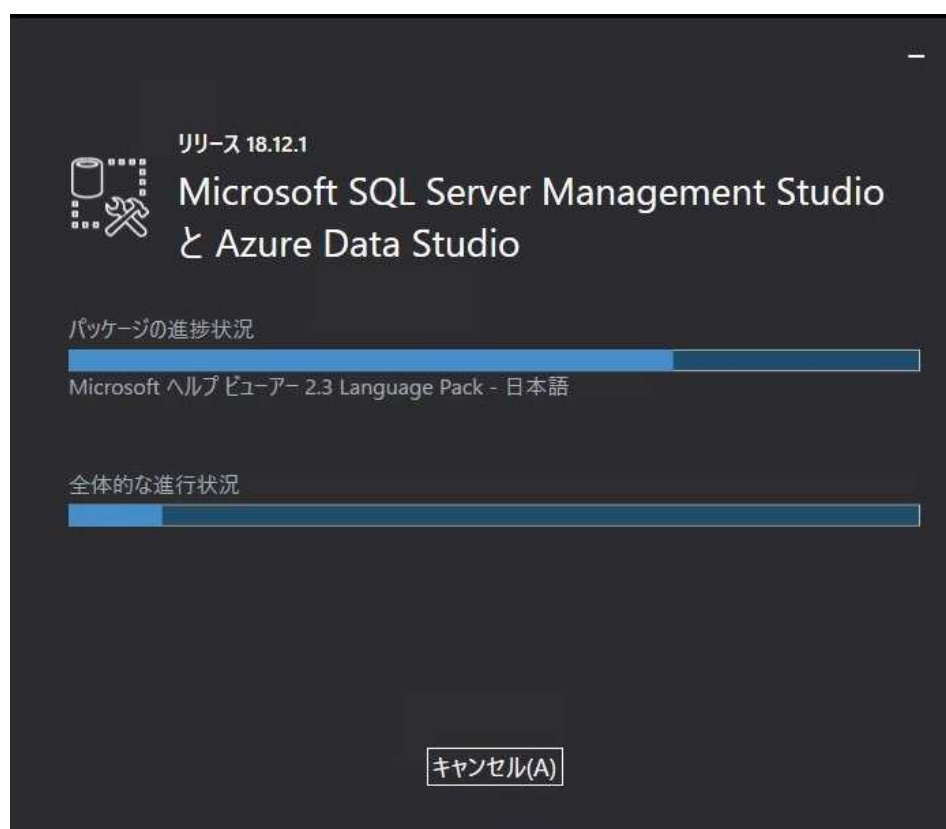 リリース 18.12.1
Microsoft SQL Server Management Studio
と Azure Data Studio
パッケージの進捗状況
Microsoft ヘルプ ビューアー 2.3 Language Pack - 日本語
全体的な進行状況
キャンセル(A)